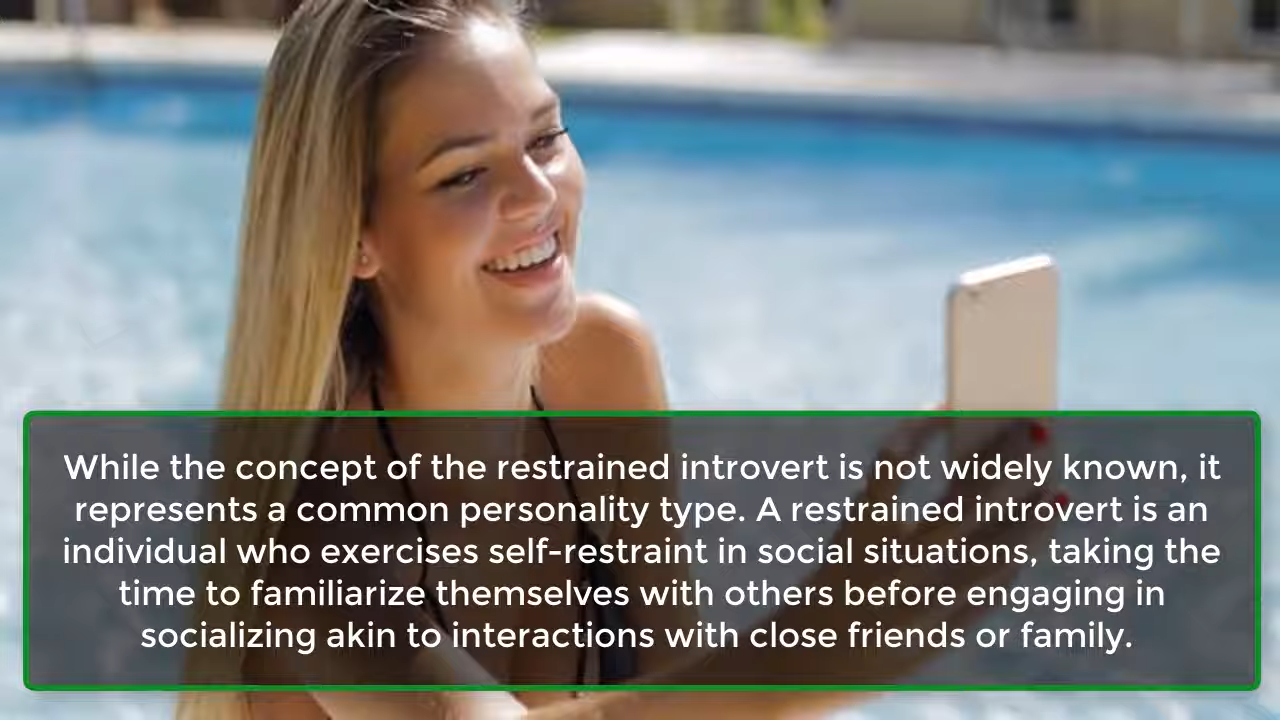 While the concept of the restrained introvert is not widely known, it
represents a common personality type. A restrained introvert is an
individual who exercises self-restraint in social situations, taking the
time to familiarize themselves with others before engaging in
socializing akin to interactions with close friends or family.